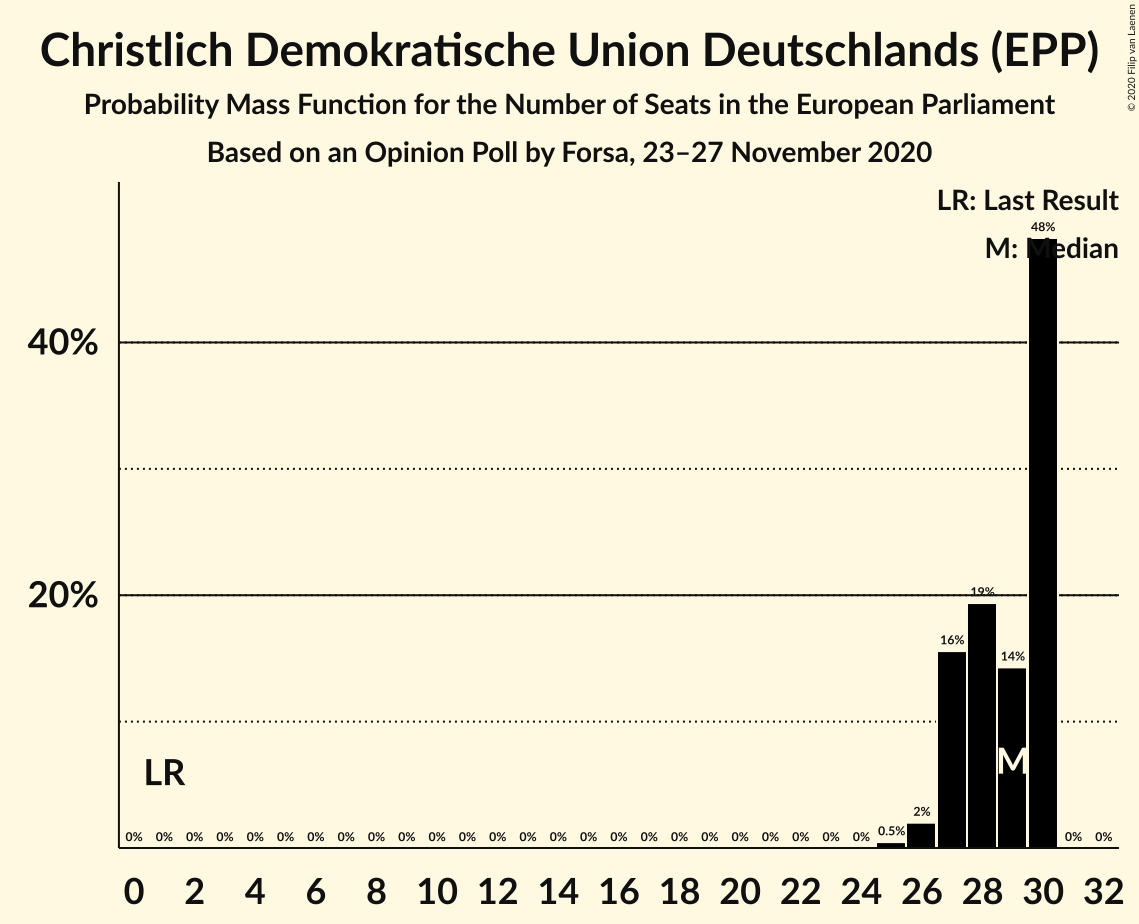 Christlich Demokratische Union Deutschlands (EPP)
Probability Mass Function for the Number of Seats in the European Parliament
Based on an Opinion Poll by Forsa, 23–27 November 2020
© 2020 Filip van Laenen
LR: Last Result
M: Median
48%
40%
20%
19%
16%
14%
M
LR
2%
0.5%
0% 0% 0% 0% 0% 0% 0% 0% 0% 0% 0% 0% 0% 0% 0% 0% 0% 0% 0% 0% 0% 0% 0% 0% 0% 0% 0%
0 2 4 6 8 10 12 14 16 18 20 22 24 26 28 30 32